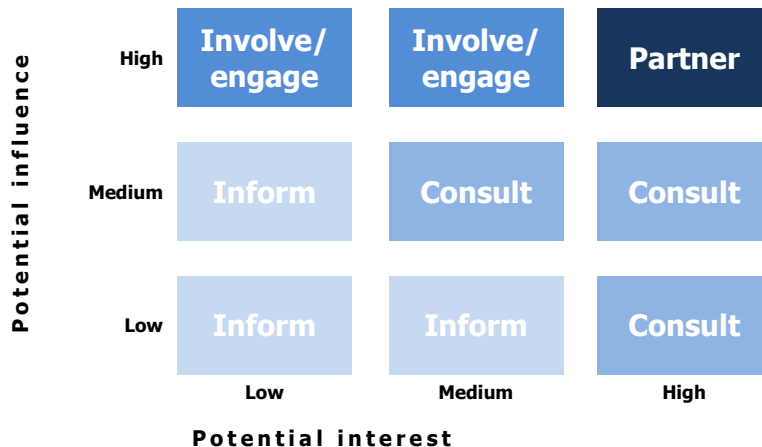 Potential influence
High
Involve/
engage
Involve/
engage
Partner
Medium
Inform
Consult
Consult
Low
Inform
Inform
Consult
Low
Medium
High
Potential interest